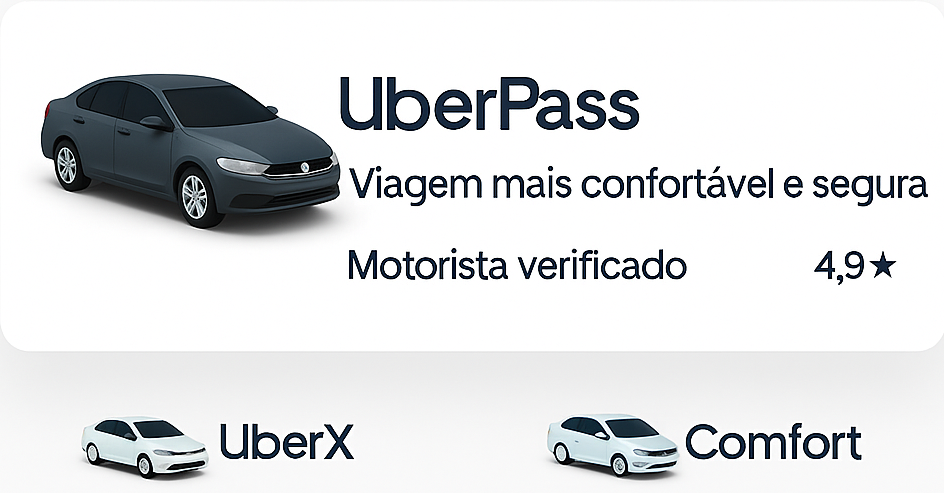 UberPass
Viagem mais confortável e segura
Motorista verificado 4,9★
UberX Comfort